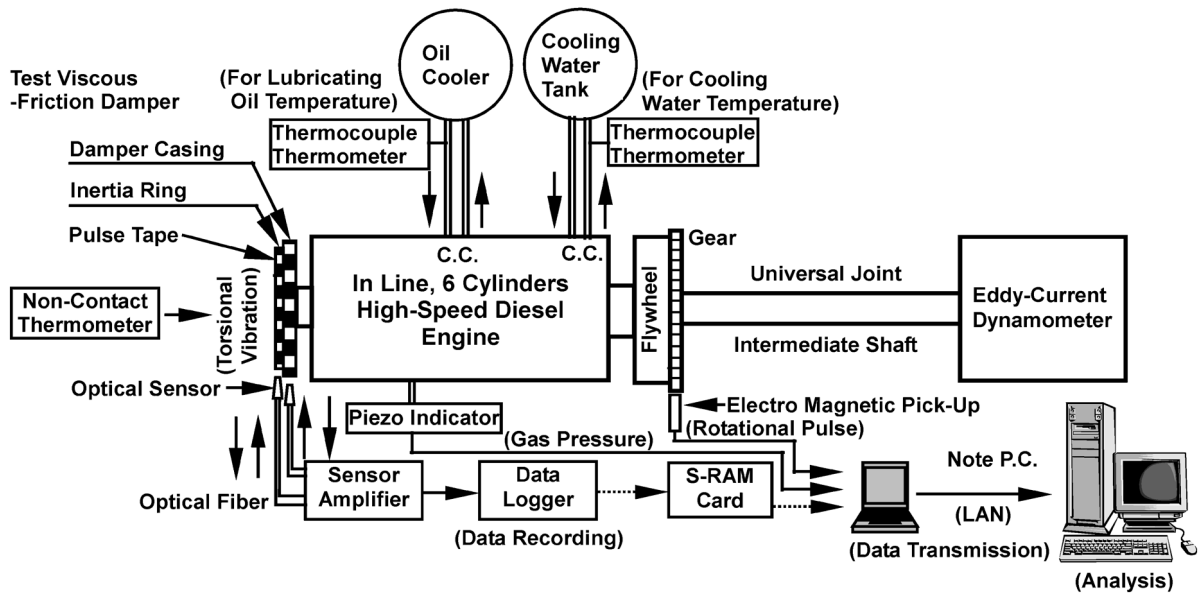 Test Viscous
-Friction Damper
(For Lubricating
Oil Temperature)
Oil
Cooler
Cooling
Water
Tank
(For Cooling
Water Temperature)
Thermocouple
Thermometer
Thermocouple
Thermometer
Damper Casing
Inertia Ring
Pulse Tape
Non-Contact
Thermometer
(Torsional
Vibration)
C.C.
C.C.
In Line, 6 Cylinders
High-Speed Diesel
Engine
Flywheel
Gear
Universal Joint
Intermediate Shaft
Eddy-Current
Dynamometer
Optical Sensor
Piezo Indicator
(Gas Pressure)
Electro Magnetic Pick-Up
(Rotational Pulse)
Optical Fiber
Sensor
Amplifier
Data
Logger
(Data Recording)
S-RAM
Card
Note P.C.
(LAN)
(Data Transmission)
(Analysis)